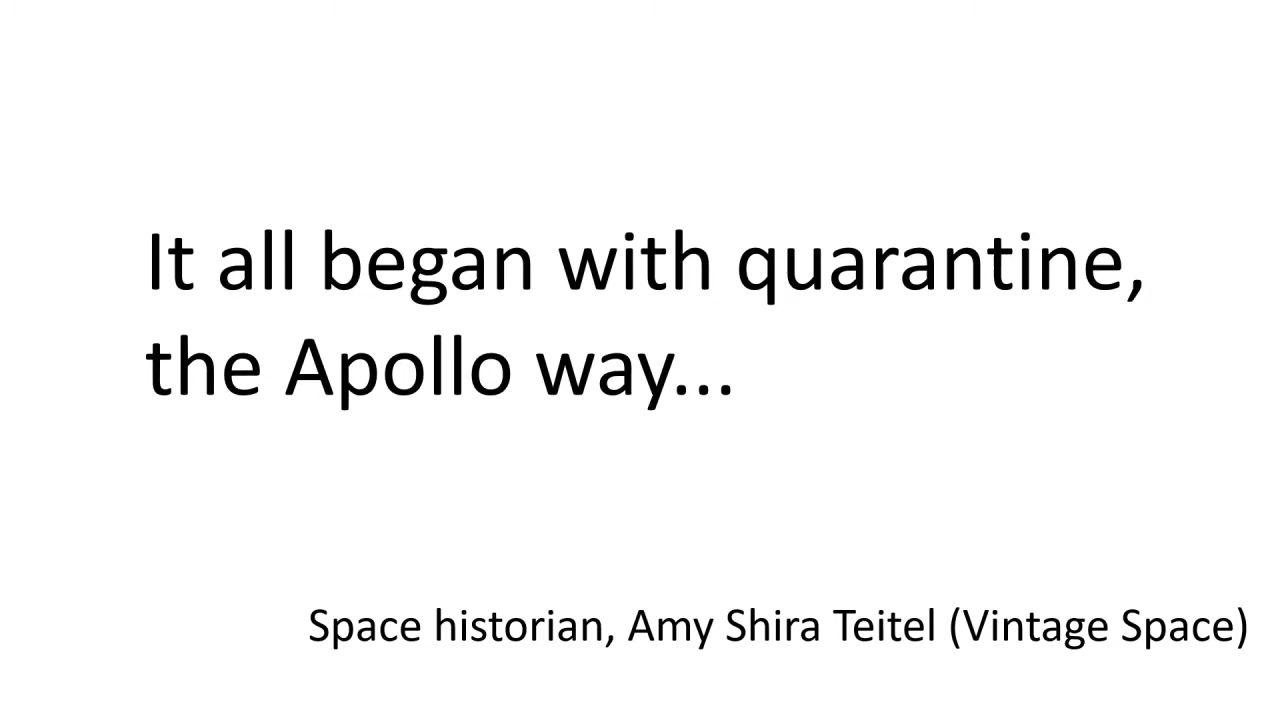 It all began with quarantine,
the Apollo way...
Space historian, Amy Shira Teitel (Vintage Space)